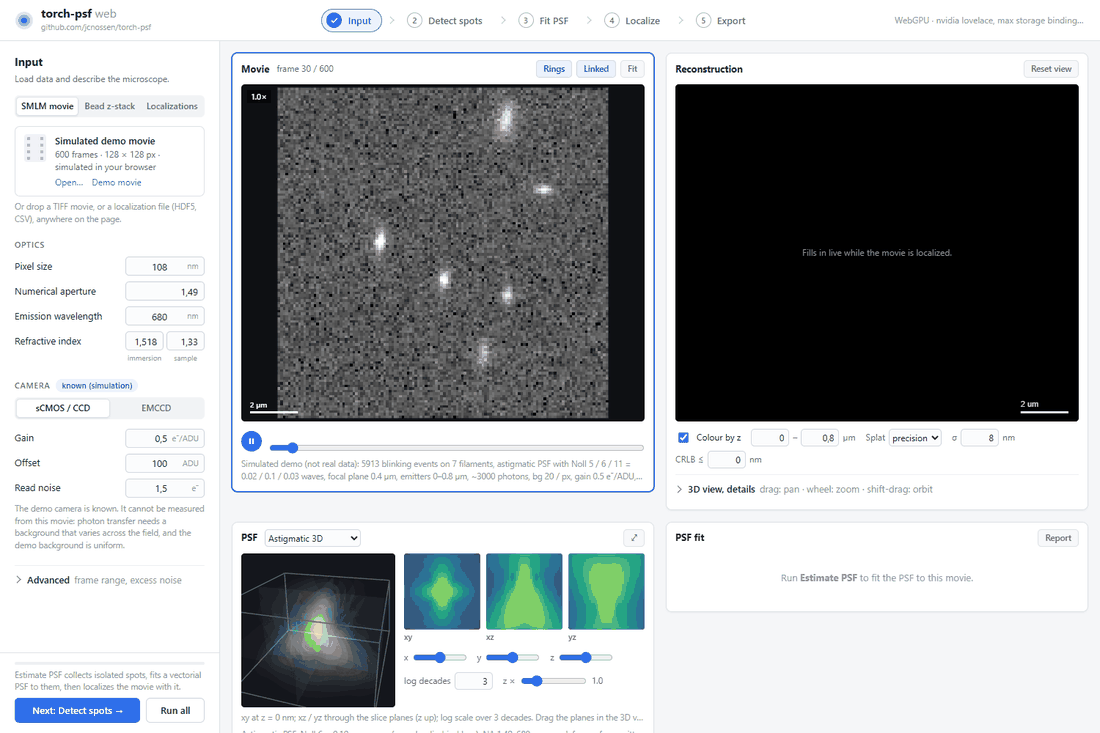 torch-psf web
github.com/jcnossen/torch-psf
Input
2 Detect spots
3 Fit PSF
4 Localize
5 Export
WebGPU · nvidia lovelace, max storage binding...
Input
Load data and describe the microscope.
SMLM movie Bead z-stack Localizations
Simulated demo movie
600 frames · 128 × 128 px ·
simulated in your browser
Open... Demo movie
Or drop a TIFF movie, or a localization file (HDF5,
CSV), anywhere on the page.
OPTICS
Pixel size 108 nm
Numerical aperture 1,49
Emission wavelength 680 nm
Refractive index 1,518 1,33
immersion sample
CAMERA known (simulation)
sCMOS / CCD EMCCD
Gain 0,5 e⁻/ADU
Offset 100 ADU
Read noise 1,5 e⁻
The demo camera is known. It cannot be measured
from this movie: photon transfer needs a
background that varies across the field, and the
demo background is uniform.
Advanced frame range, excess noise
Estimate PSF collects isolated spots, fits a vectorial
PSF to them, then localizes the movie with it.
Next: Detect spots → Run all
Movie frame 30 / 600 Rings Linked Fit
1.0×
2 μm
Simulated demo (not real data): 5913 blinking events on 7 filaments, astigmatic PSF with Noll 5 / 6 / 11 =
0.02 / 0.1 / 0.03 waves, focal plane 0.4 μm, emitters 0–0.8 μm, ~3000 photons, bg 20 / px, gain 0.5 e⁻/ADU,...
Reconstruction Reset view
Fills in live while the movie is localized.
2 um
Colour by z 0 – 0,8 μm Splat precision σ 8 nm
CRLB ≤ 0 nm
3D view, details drag: pan · wheel: zoom · shift-drag: orbit
PSF Astigmatic 3D
xy xz yz
x y z
log decades 3 z × 1.0
xy at z = 0 nm; xz / yz through the slice planes (z up); log scale over 3 decades. Drag the planes in the 3D v...
PSF fit Report
Run Estimate PSF to fit the PSF to this movie.